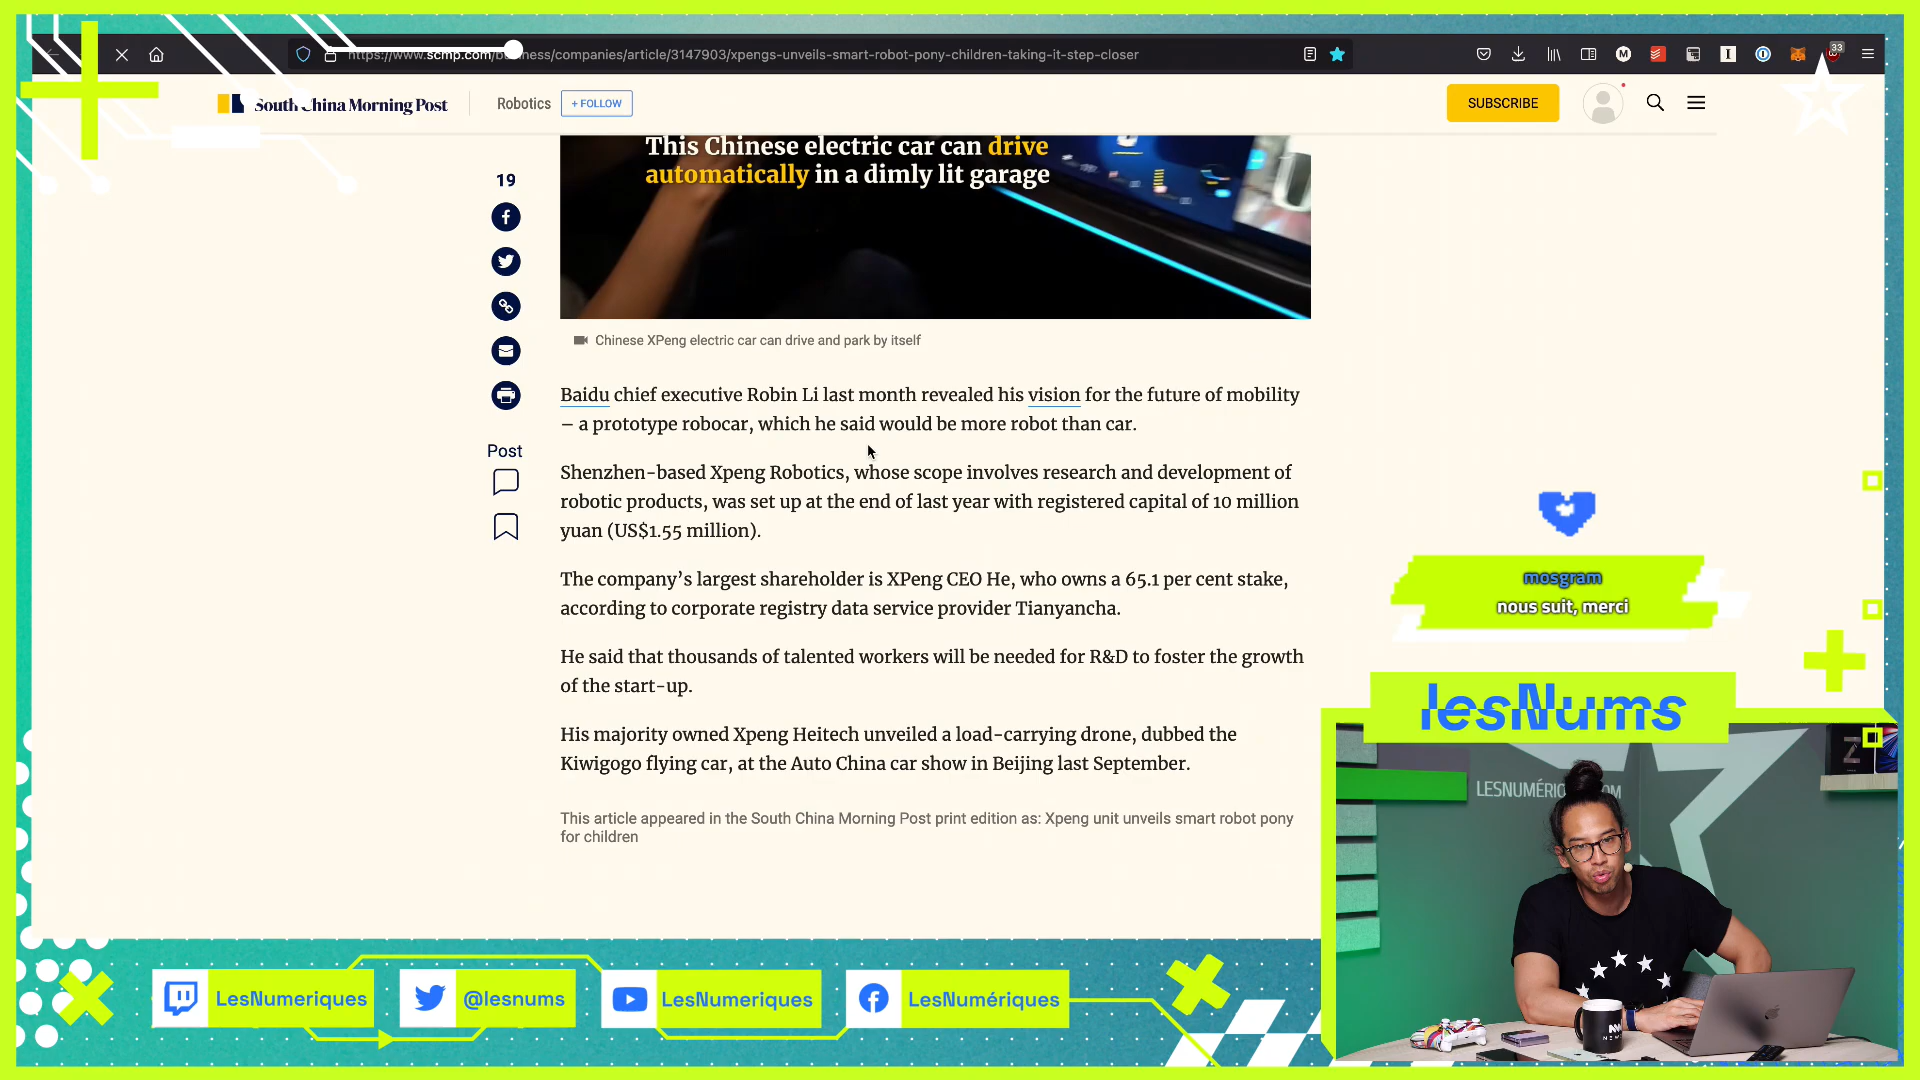 https://www.scmp.com/business/companies/article/3147903/xpengs-unveils-smart-robot-pony-children-taking-it-step-closer
33
South China Morning Post
Robotics
+ FOLLOW
SUBSCRIBE
This Chinese electric car can drive
automatically in a dimly lit garage
19
Chinese XPeng electric car can drive and park by itself
Baidu chief executive Robin Li last month revealed his vision for the future of mobility
– a prototype robocar, which he said would be more robot than car.
Post
Shenzhen-based Xpeng Robotics, whose scope involves research and development of
robotic products, was set up at the end of last year with registered capital of 10 million
yuan (US$1.55 million).
The company’s largest shareholder is XPeng CEO He, who owns a 65.1 per cent stake,
according to corporate registry data service provider Tianyancha.
He said that thousands of talented workers will be needed for R&D to foster the growth
of the start-up.
His majority owned Xpeng Heitech unveiled a load-carrying drone, dubbed the
Kiwigogo flying car, at the Auto China car show in Beijing last September.
This article appeared in the South China Morning Post print edition as: Xpeng unit unveils smart robot pony
for children
mosgram
nous suit, merci
lesNums
Z
LesNumeriques
@lesnums
LesNumeriques
LesNumériques